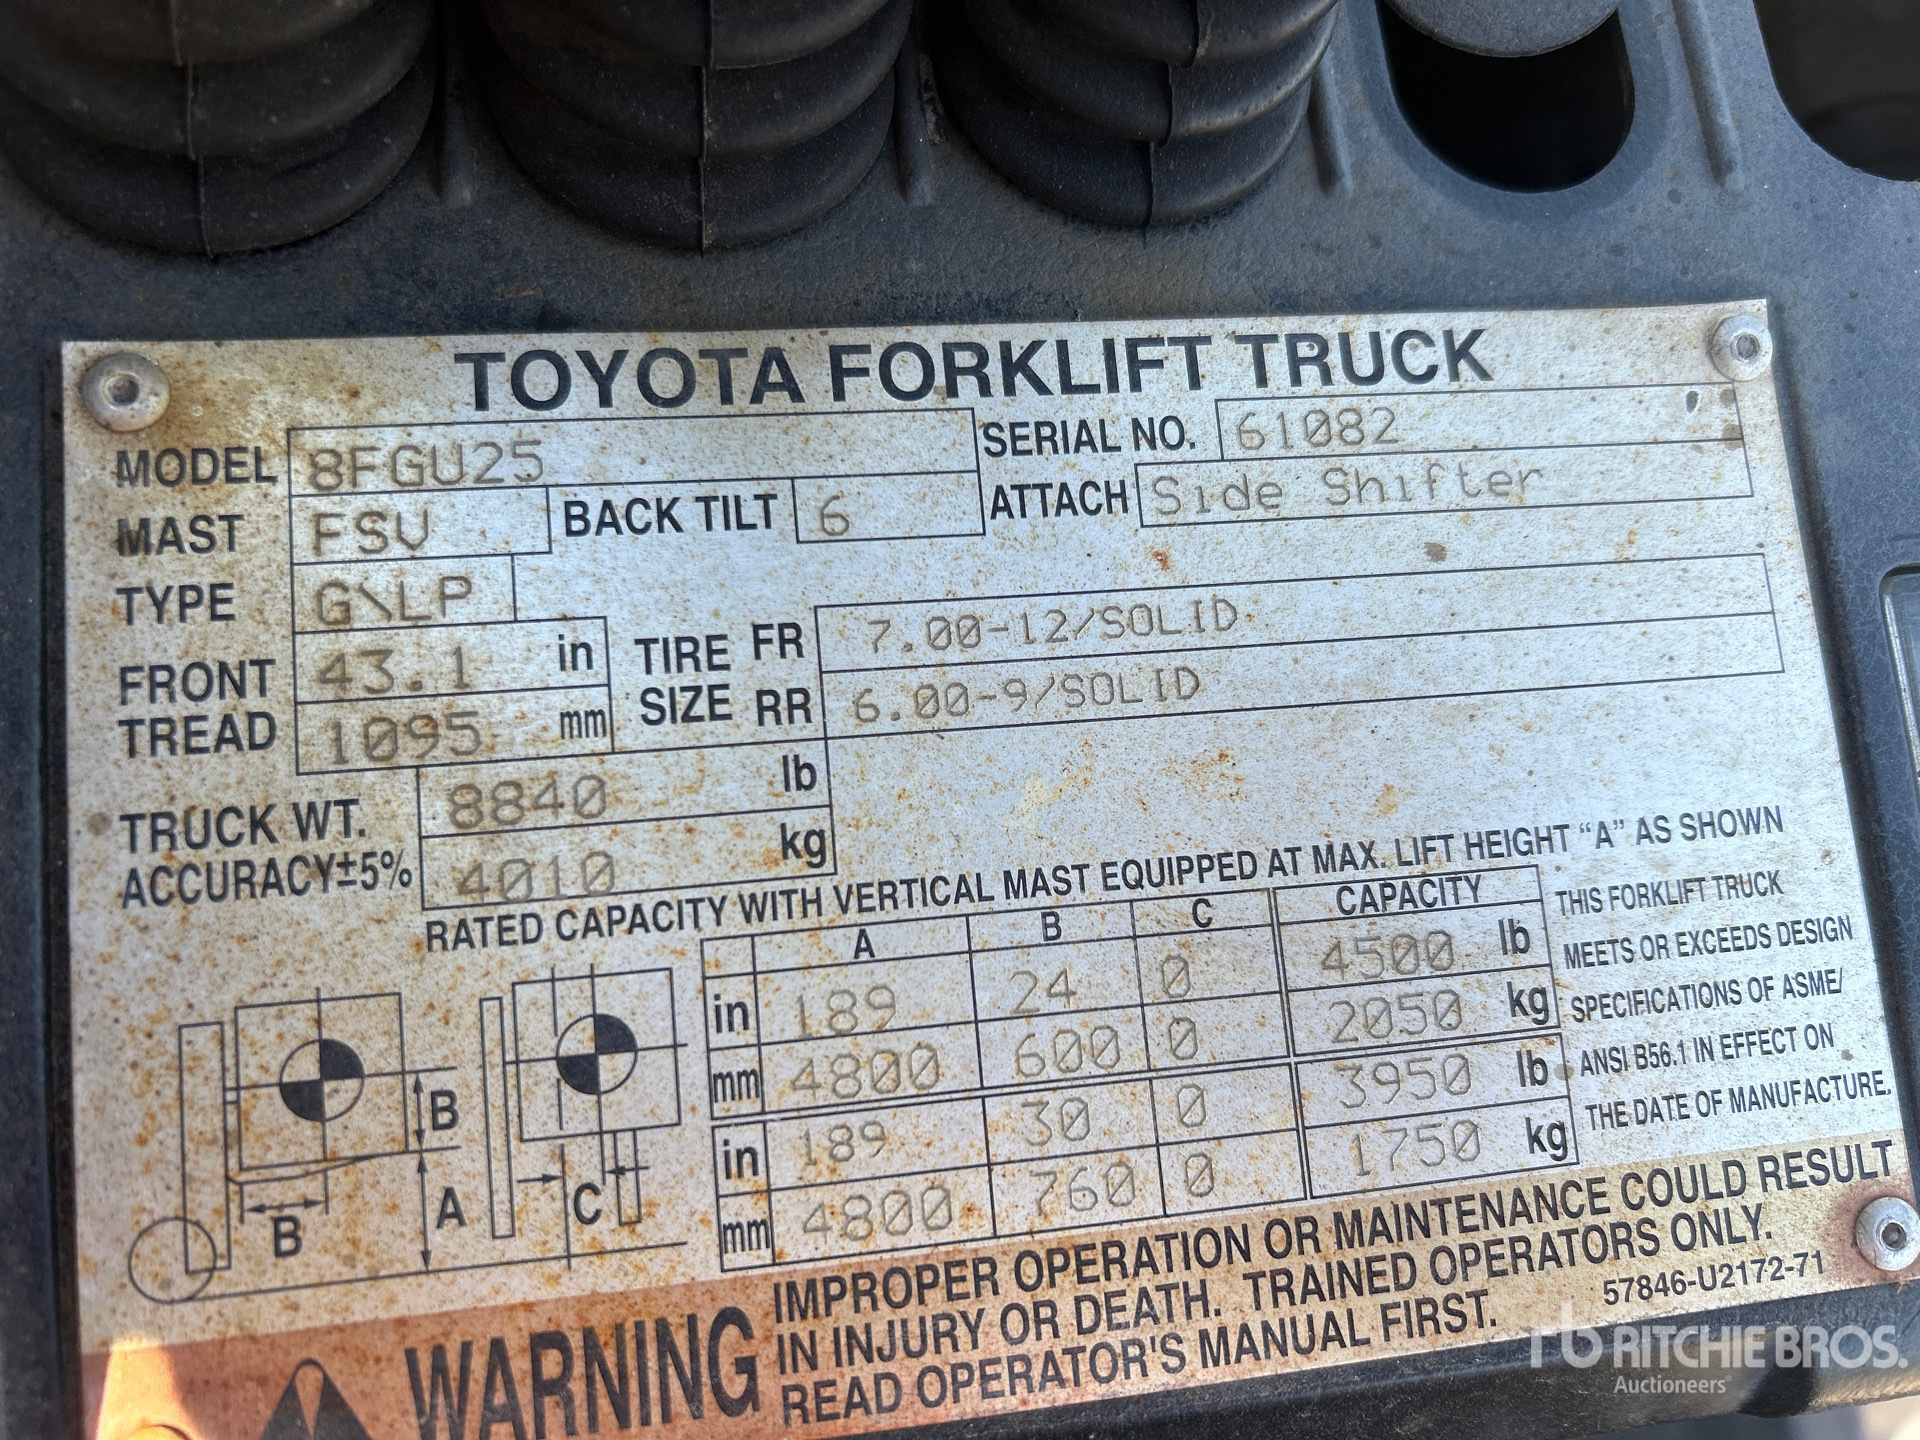 TOYOTA FORKLIFT TRUCK
MODEL 8FGU25 SERIAL NO. 61082
MAST FSV BACK TILT 6 ATTACH Side Shifter
TYPE G\LP
FRONT TREAD 43.1 in TIRE SIZE FR 7.00-12/SOLID
1095 mm RR 6.00-9/SOLID
TRUCK WT. 8840 lb
ACCURACY±5% 4010 kg
RATED CAPACITY WITH VERTICAL MAST EQUIPPED AT MAX. LIFT HEIGHT "A" AS SHOWN
A B C CAPACITY
in 189 24 0 4500 lb
mm 4800 600 0 2050 kg
in 189 30 0 3950 lb
mm 4800 760 0 1750 kg
B
A
B
C
THIS FORKLIFT TRUCK
MEETS OR EXCEEDS DESIGN
SPECIFICATIONS OF ASME/
ANSI B56.1 IN EFFECT ON
THE DATE OF MANUFACTURE.
WARNING
IMPROPER OPERATION OR MAINTENANCE COULD RESULT
IN INJURY OR DEATH. TRAINED OPERATORS ONLY.
READ OPERATOR'S MANUAL FIRST.
57846-U2172-71
rb RITCHIE BROS.
Auctioneers